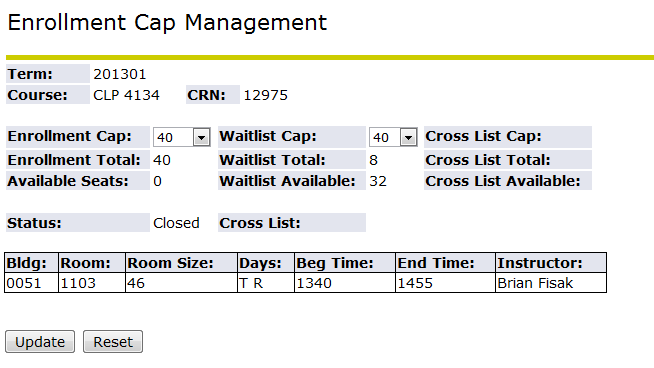 Enrollment Cap Management
Term: 201301
Course: CLP 4134 CRN: 12975
Enrollment Cap: 40 Waitlist Cap: 40 Cross List Cap:
Enrollment Total: 40 Waitlist Total: 8 Cross List Total:
Available Seats: 0 Waitlist Available: 32 Cross List Available:
Status: Closed Cross List:
Bldg: Room: Room Size: Days: Beg Time: End Time: Instructor:
0051 1103 46 T R 1340 1455 Brian Fisak
Update Reset